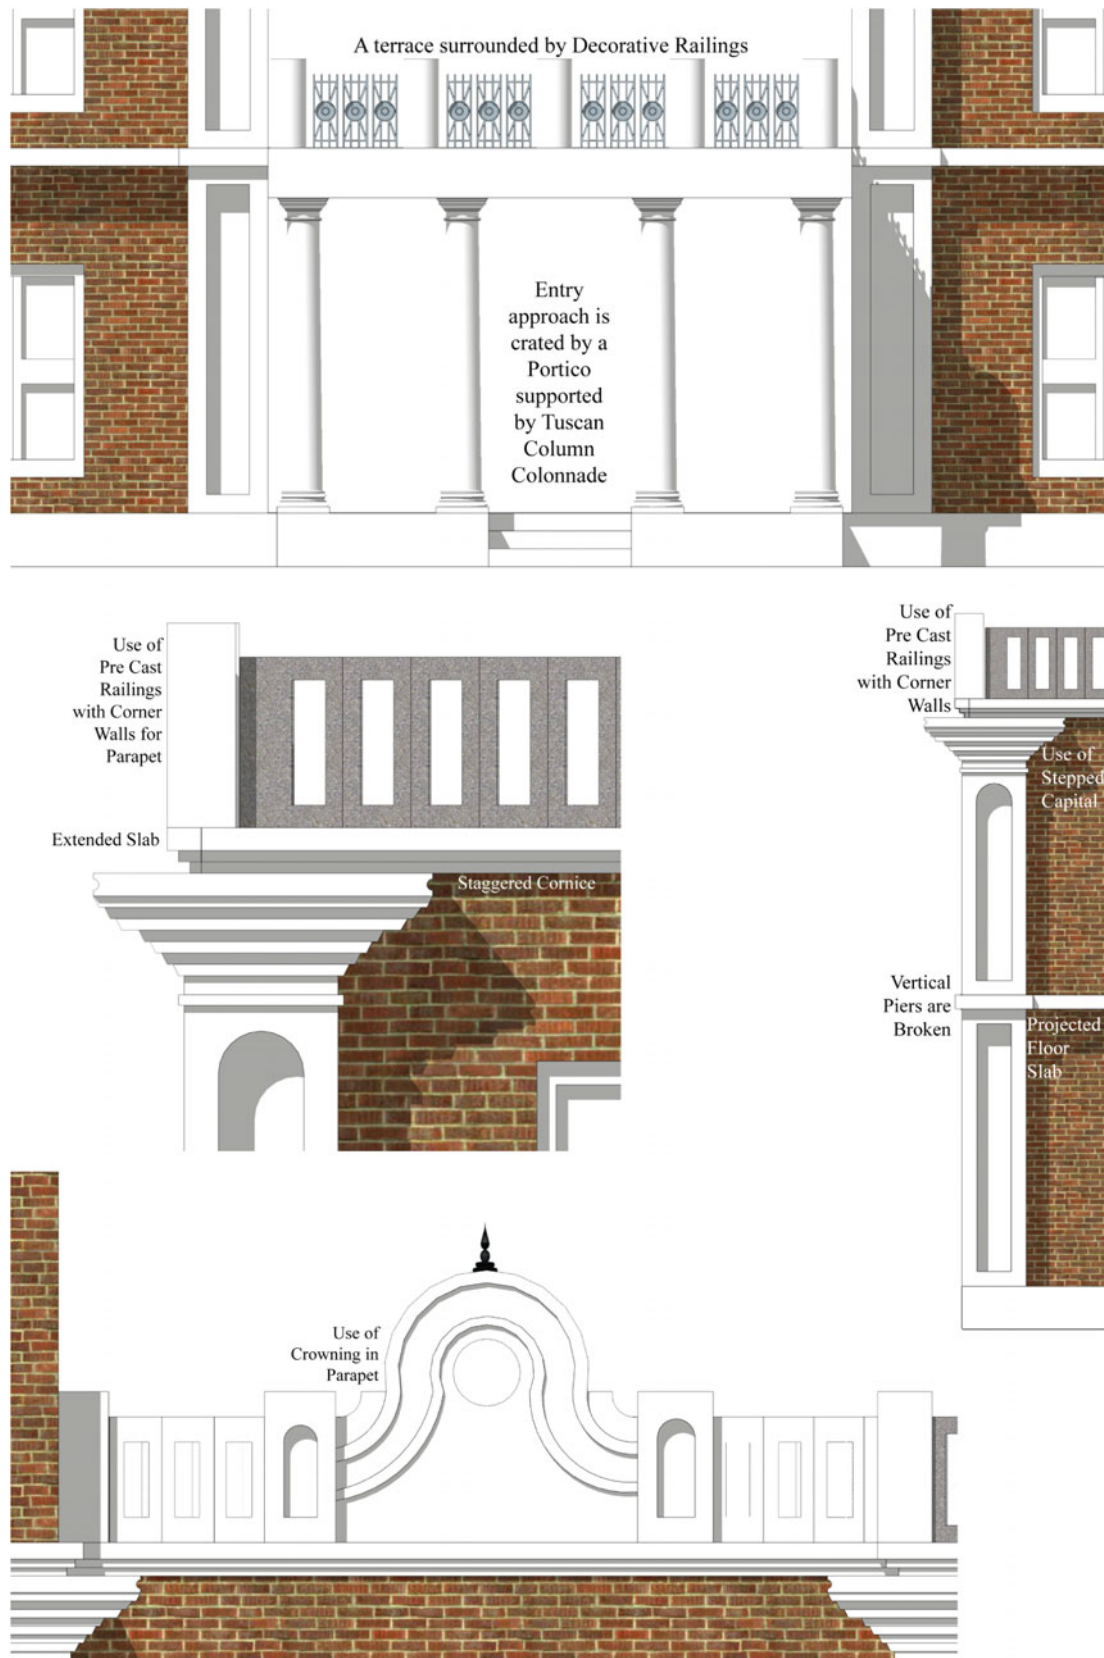 A terrace surrounded by Decorative Railings
Entry
approach is
crated by a
Portico
supported
by Tuscan
Column
Colonnade
Use of
Pre Cast
Railings
with Corner
Walls for
Parapet
Extended Slab
Staggered Cornice
Use of
Pre Cast
Railings
with Corner
Walls
Use of
Stepped
Capital
Vertical
Piers are
Broken
Projected
Floor
Slab
Use of
Crowning in
Parapet